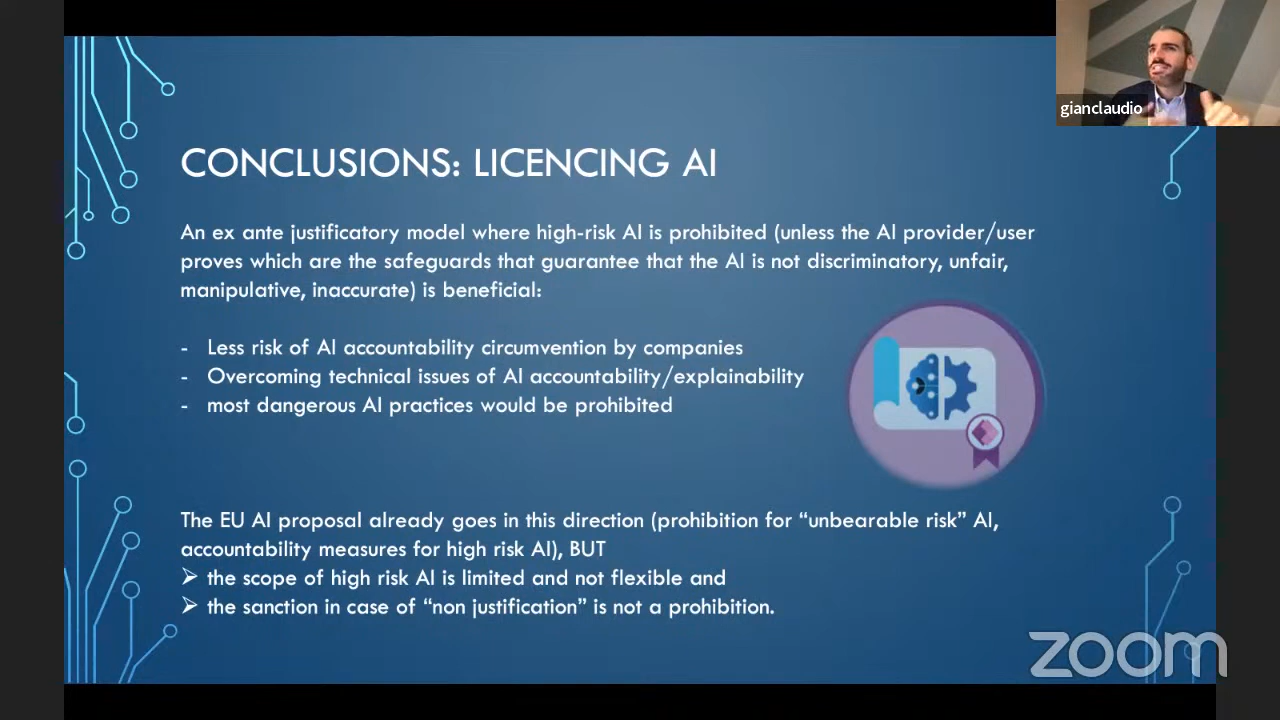 gianclaudio
CONCLUSIONS: LICENCING AI
An ex ante justificatory model where high-risk AI is prohibited (unless the AI provider/user
proves which are the safeguards that guarantee that the AI is not discriminatory, unfair,
manipulative, inaccurate) is beneficial:
- Less risk of AI accountability circumvention by companies
- Overcoming technical issues of AI accountability/explainability
- most dangerous AI practices would be prohibited
The EU AI proposal already goes in this direction (prohibition for “unbearable risk” AI,
accountability measures for high risk AI), BUT
➢ the scope of high risk AI is limited and not flexible and
➢ the sanction in case of “non justification” is not a prohibition.
zoom